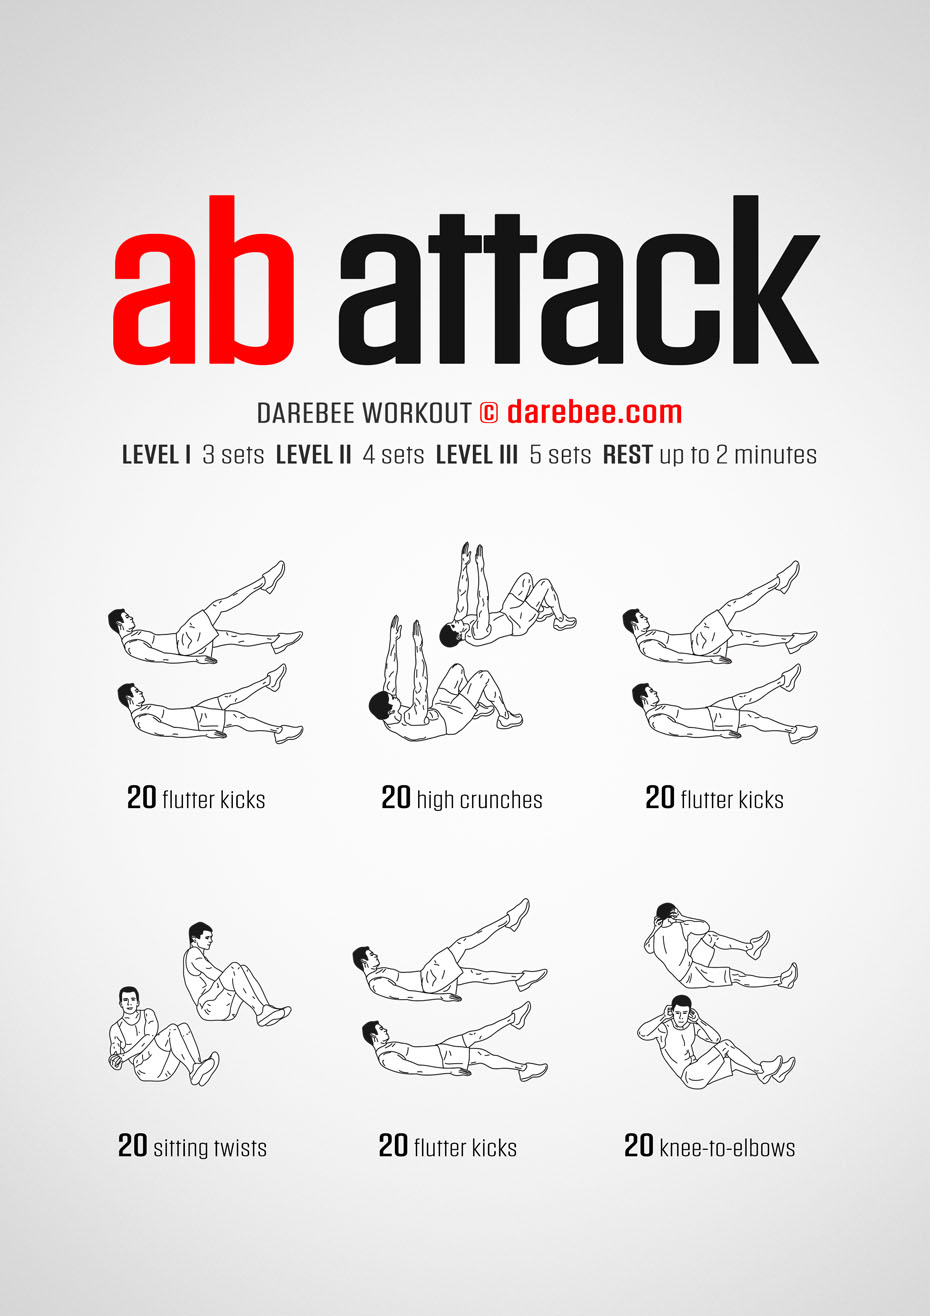 ab attack
DAREBEE WORKOUT © darebee.com
LEVEL I 3 sets LEVEL II 4 sets LEVEL III 5 sets REST up to 2 minutes
20 flutter kicks
20 high crunches
20 flutter kicks
20 sitting twists
20 flutter kicks
20 knee-to-elbows